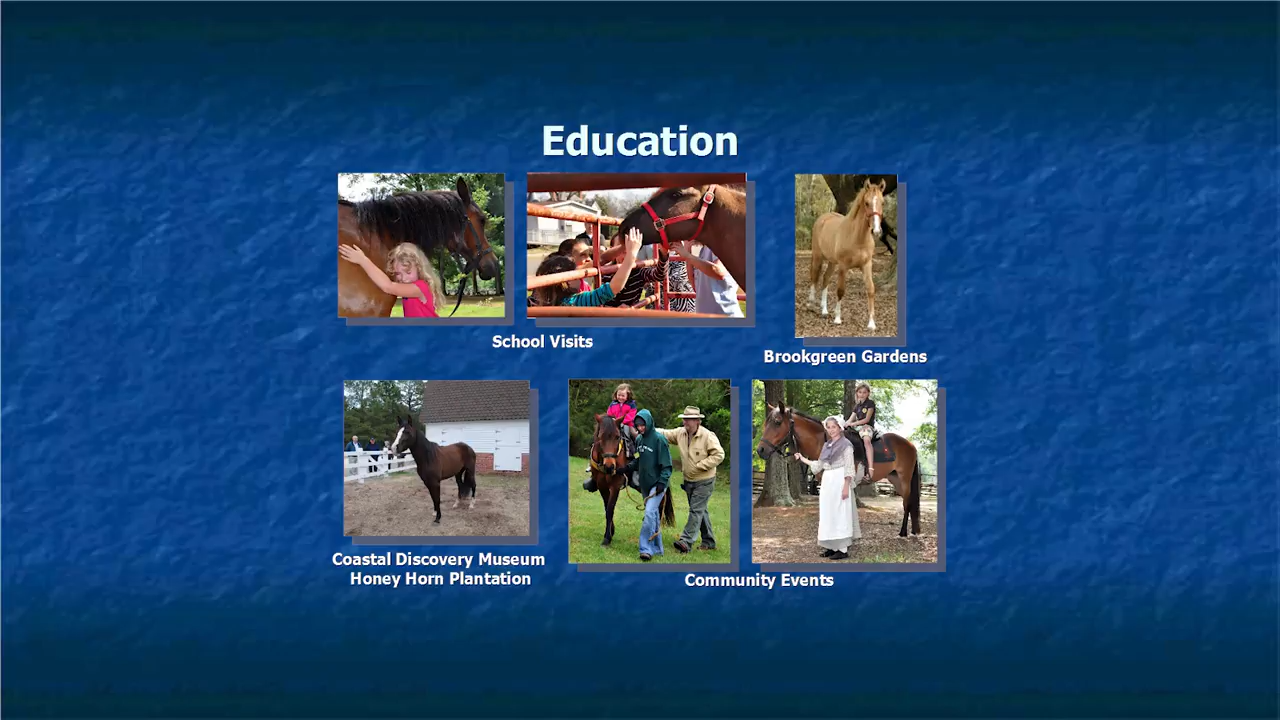 Education
School Visits
Brookgreen Gardens
Coastal Discovery Museum
Honey Horn Plantation
Community Events